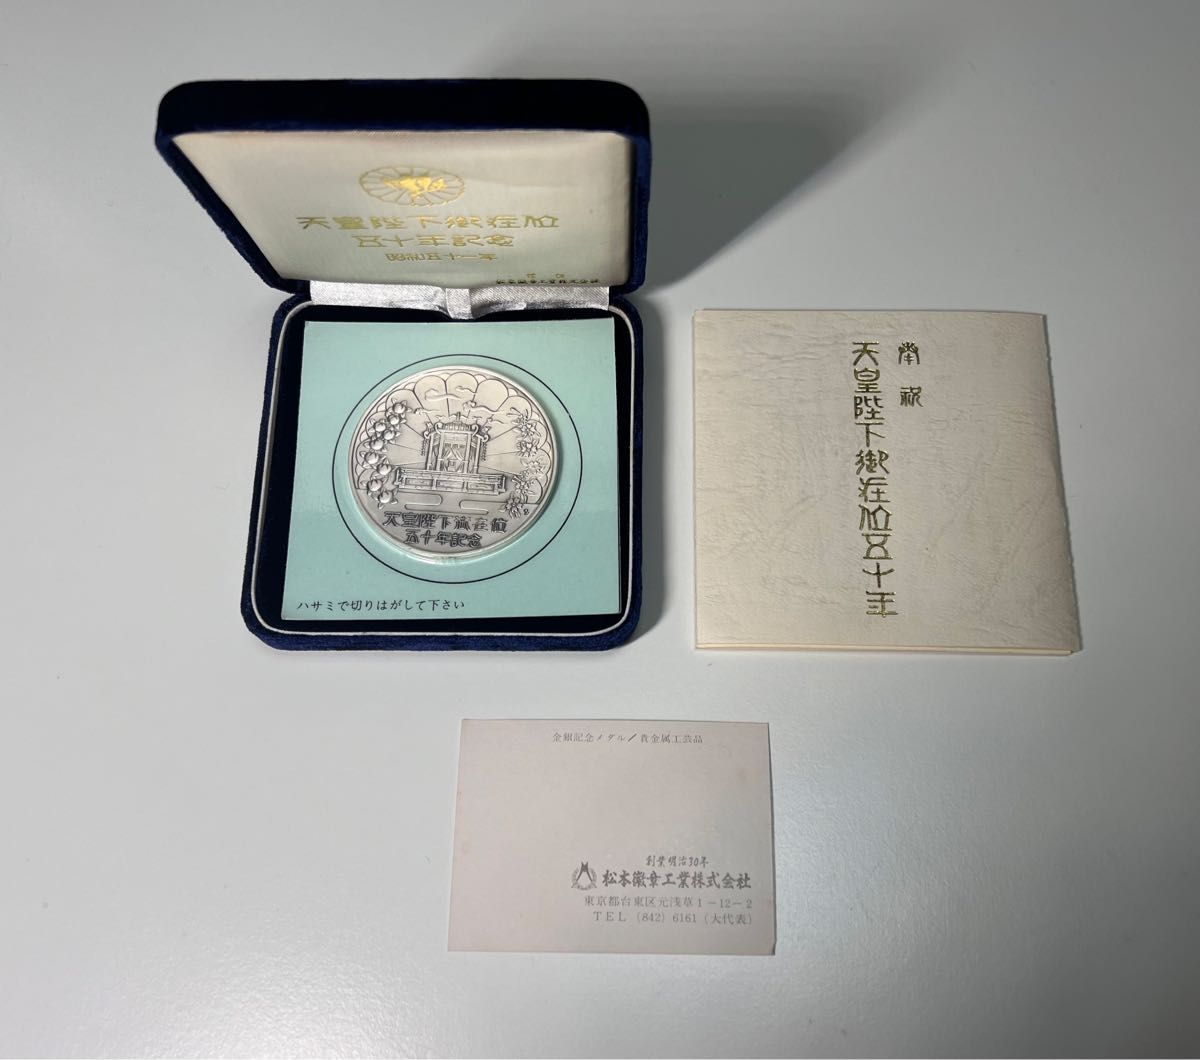 天皇陛下御在位
五十年記念
昭和五十一年
天皇陛下御在位
五十年記念
ハサミで切りはがして下さい
奉祝
天皇陛下御在位五十年
金銀記念メダル/貴金属工芸品
創業明治30年
松本徽章工業株式会社
東京都台東区元浅草1-12-2
TEL (842) 6161 (大代表)